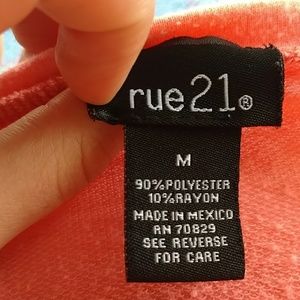 rue21®
M
90%POLYESTER
10%RAYON
MADE IN MEXICO
RN 70829
SEE REVERSE
FOR CARE